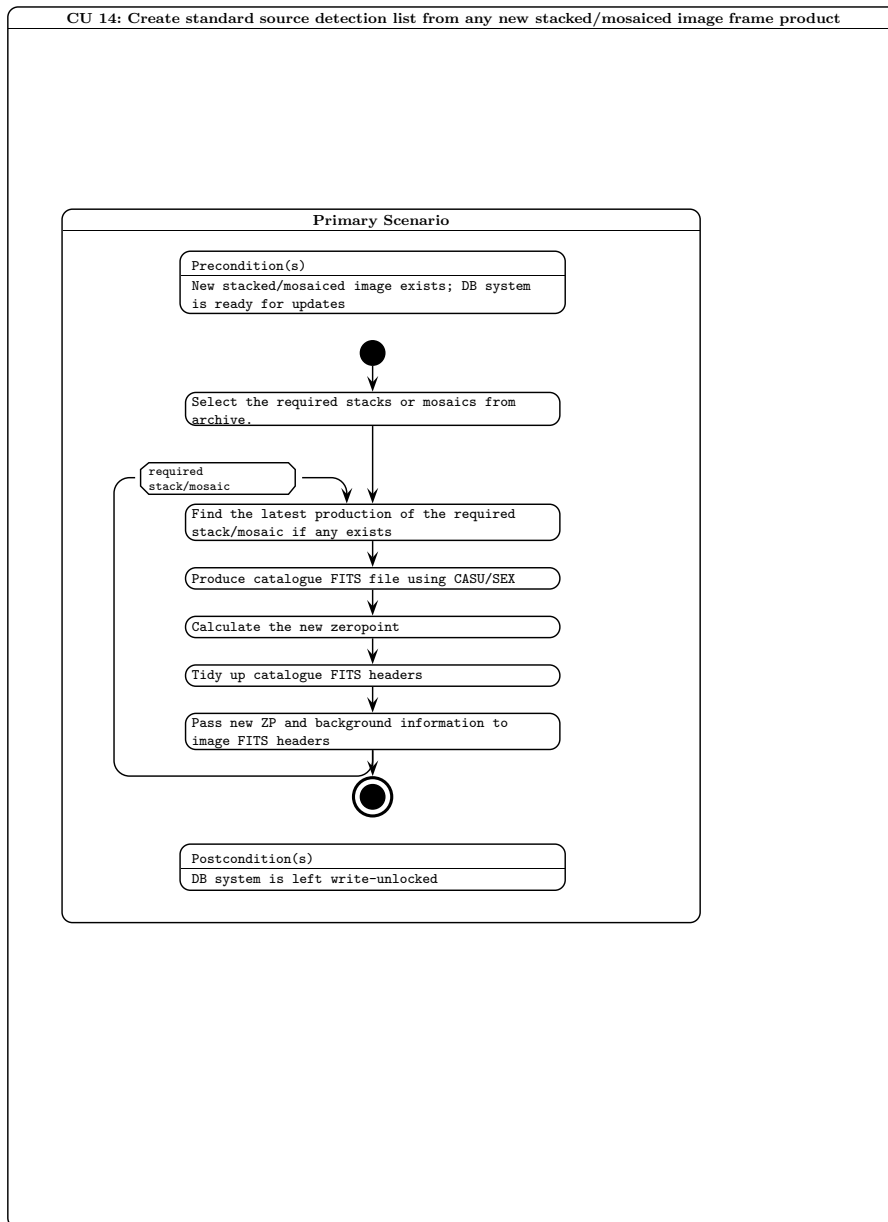 CU 14: Create standard source detection list from any new stacked/mosaiced image frame product
Primary Scenario
Precondition(s)
New stacked/mosaiced image exists; DB system
is ready for updates
Select the required stacks or mosaics from
archive.
required
stack/mosaic
Find the latest production of the required
stack/mosaic if any exists
Produce catalogue FITS file using CASU/SEX
Calculate the new zeropoint
Tidy up catalogue FITS headers
Pass new ZP and background information to
image FITS headers
Postcondition(s)
DB system is left write-unlocked